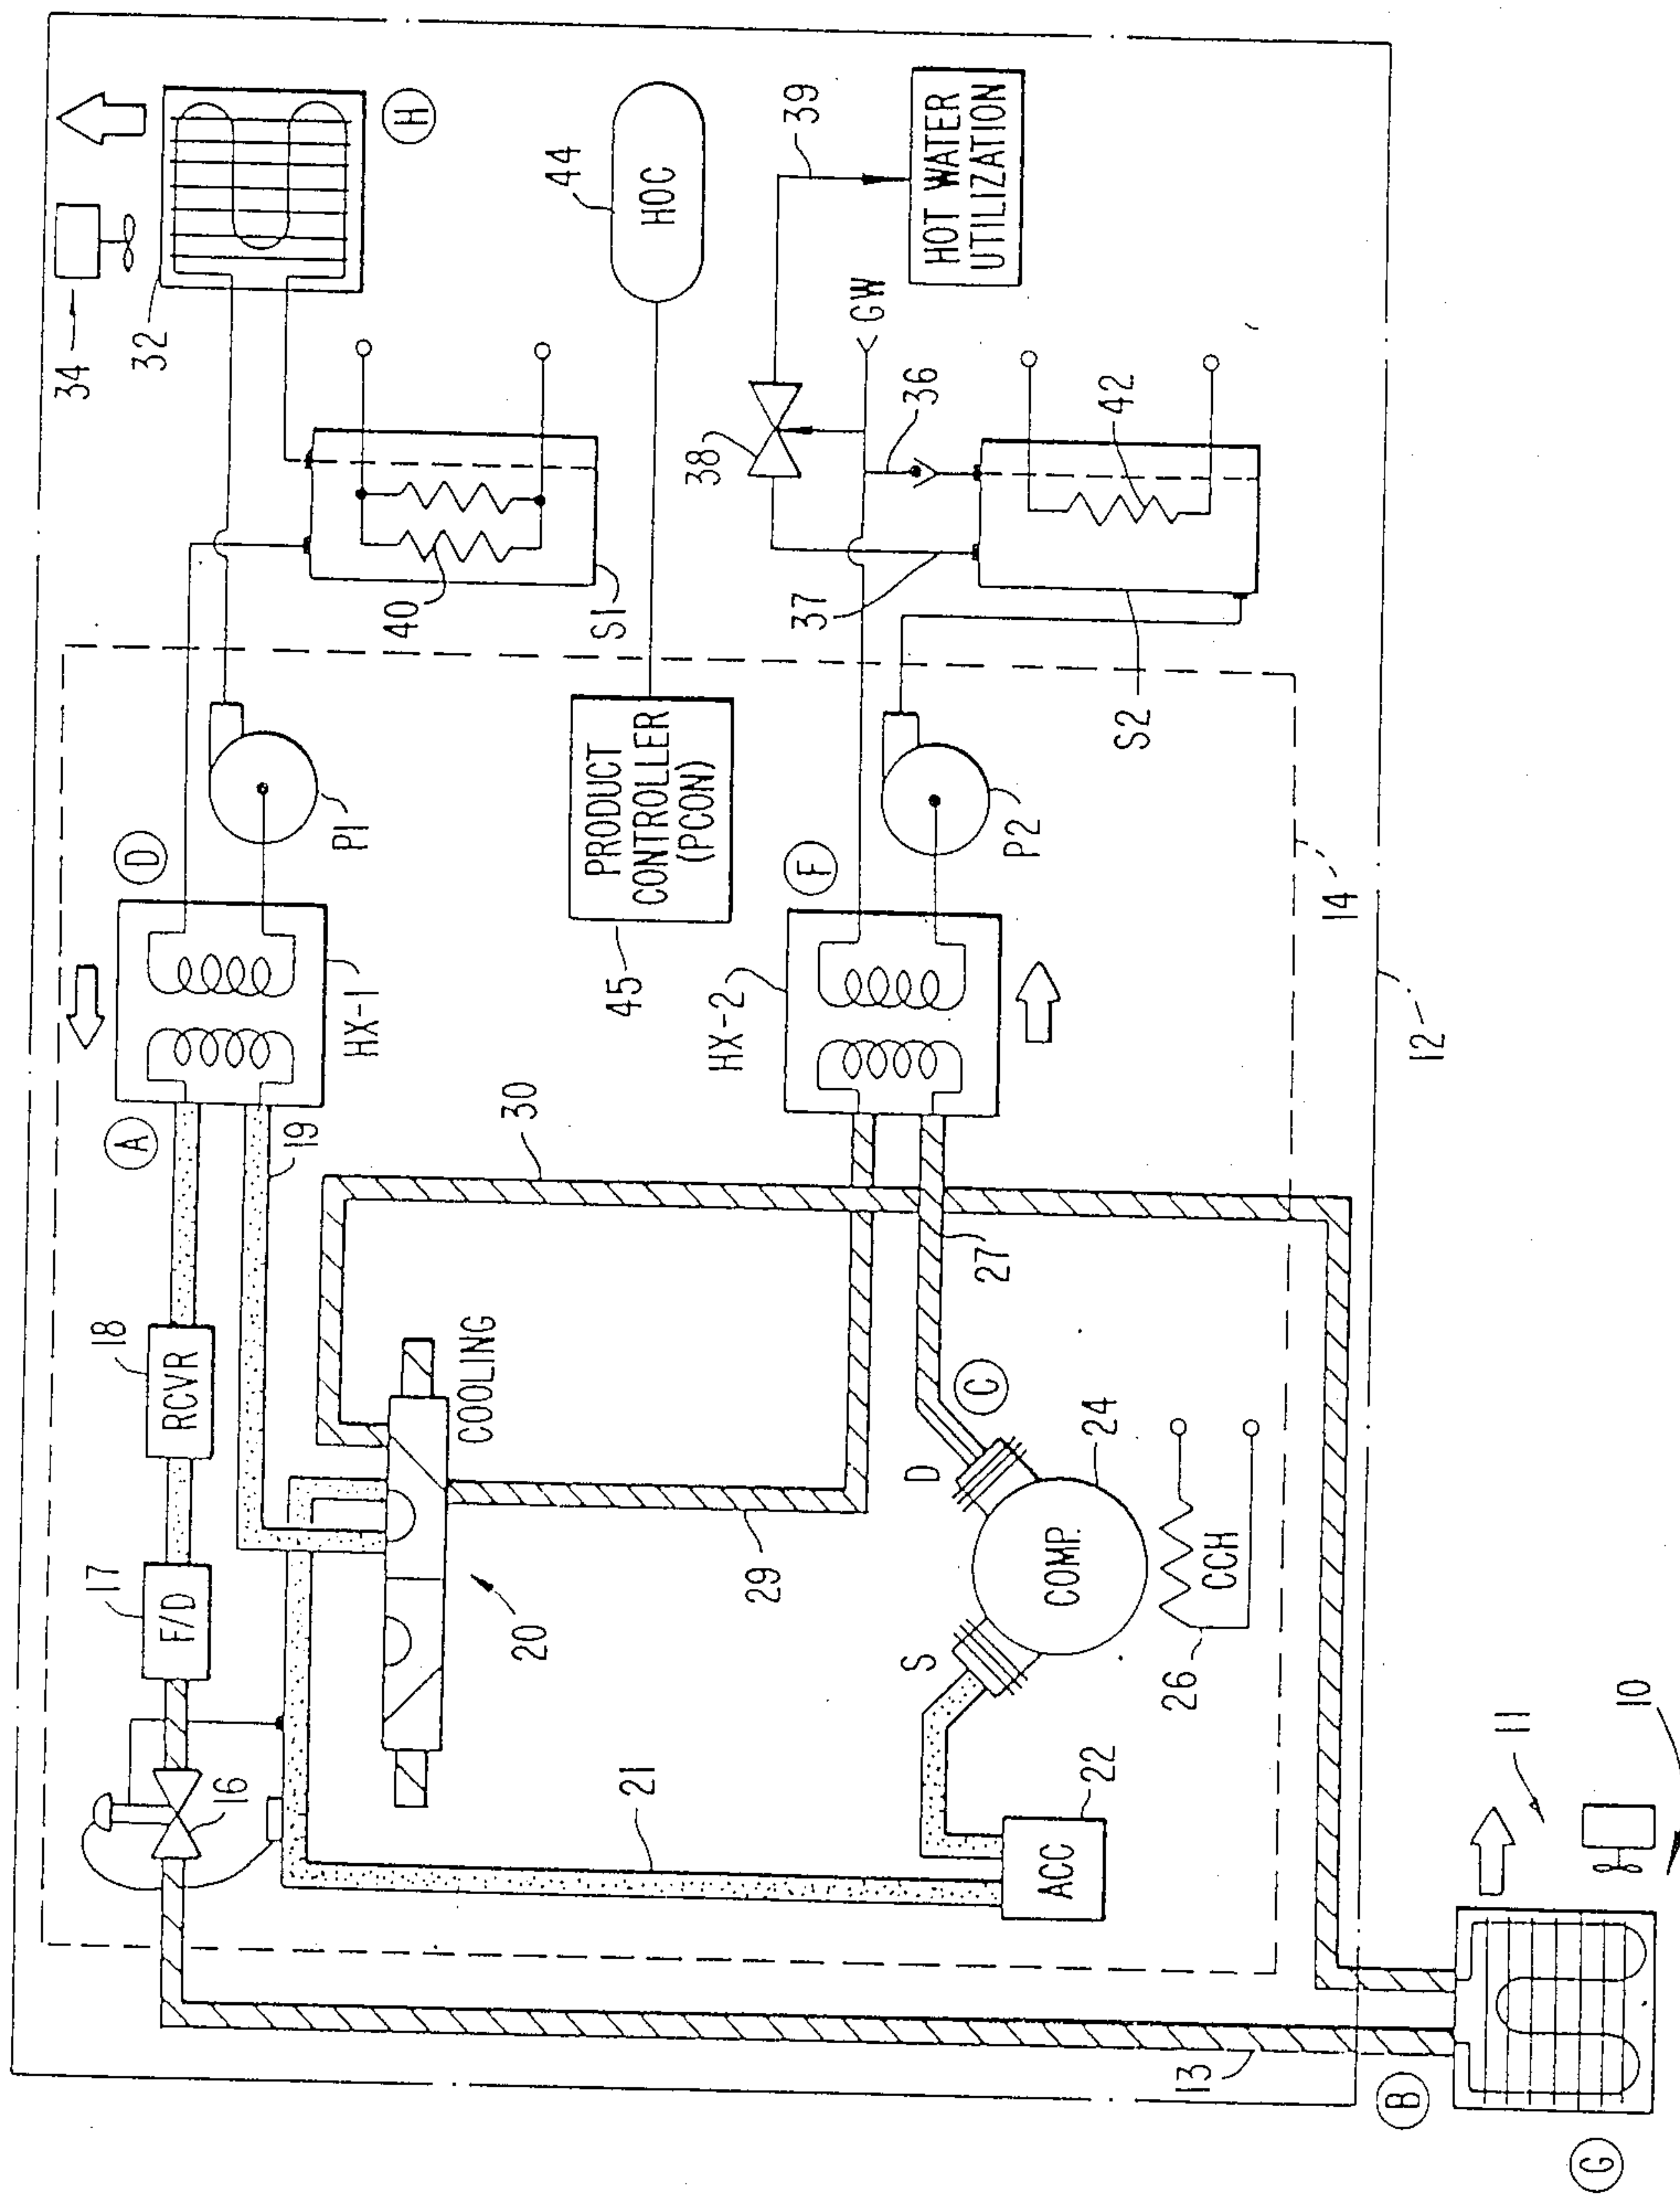 34
32
H
44
HOC
39
HOT WATER
UTILIZATION
GW
38
36
37
42
S2
40
S1
P1
D
HX-1
A
19
PRODUCT
CONTROLLER
(PCON)
45
F
P2
HX-2
14
12
30
27
18
RCVR
17
F/D
16
COOLING
20
29
21
C
D
24
COMP.
S
CCH
26
22
ACC
13
B
G
11
10